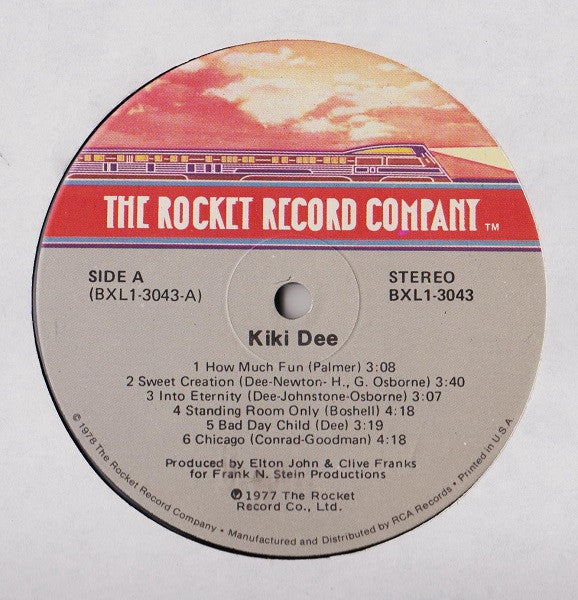 THE ROCKET RECORD COMPANY ™
SIDE A
(BXL1-3043-A)
STEREO
BXL1-3043
Kiki Dee
1 How Much Fun (Palmer) 3:08
2 Sweet Creation (Dee-Newton- H., G. Osborne) 3:40
3 Into Eternity (Dee-Johnstone-Osborne) 3:07
4 Standing Room Only (Boshell) 4:18
5 Bad Day Child (Dee) 3:19
6 Chicago (Conrad-Goodman) 4:18
Produced by Elton John & Clive Franks
for Frank N. Stein Productions
℗ 1977 The Rocket
Record Co., Ltd.
© 1978 The Rocket Record Company • Manufactured and Distributed by RCA Records • Printed in U.S.A.